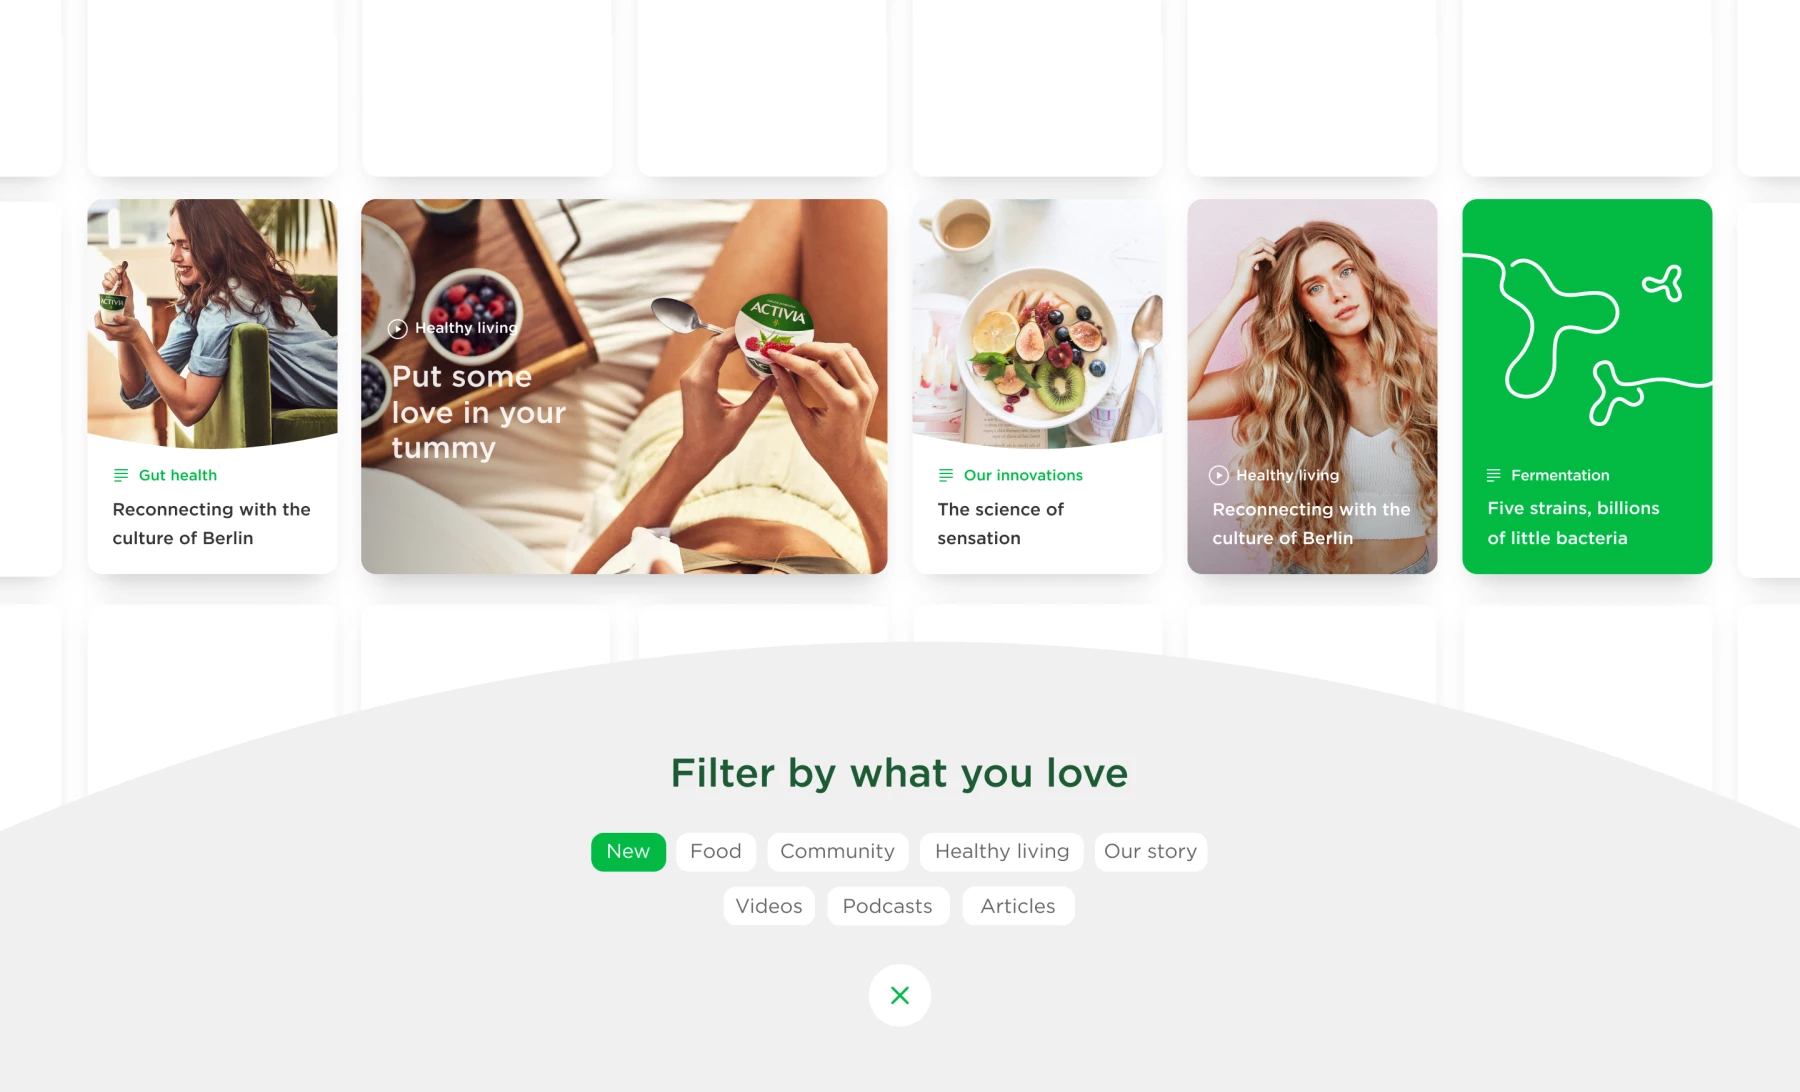 ACTIVIA
Gut health
Reconnecting with the
culture of Berlin
Healthy living
Put some
love in your
tummy
ACTIVIA
Our innovations
The science of
sensation
Healthy living
Reconnecting with the
culture of Berlin
Fermentation
Five strains, billions
of little bacteria
Filter by what you love
New
Food
Community
Healthy living
Our story
Videos
Podcasts
Articles